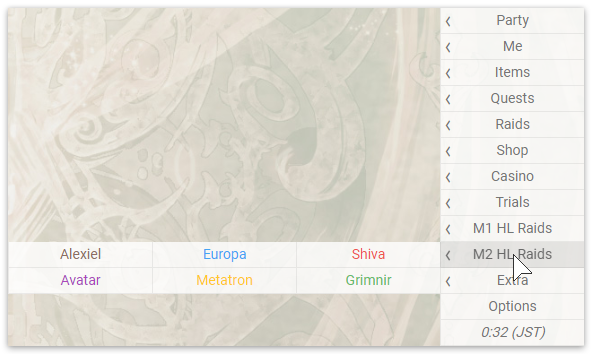 Party
Me
Items
Quests
Raids
Shop
Casino
Trials
M1 HL Raids
Alexiel Europa Shiva M2 HL Raids
Avatar Metatron Grimnir Extra
Options
0:32 (JST)